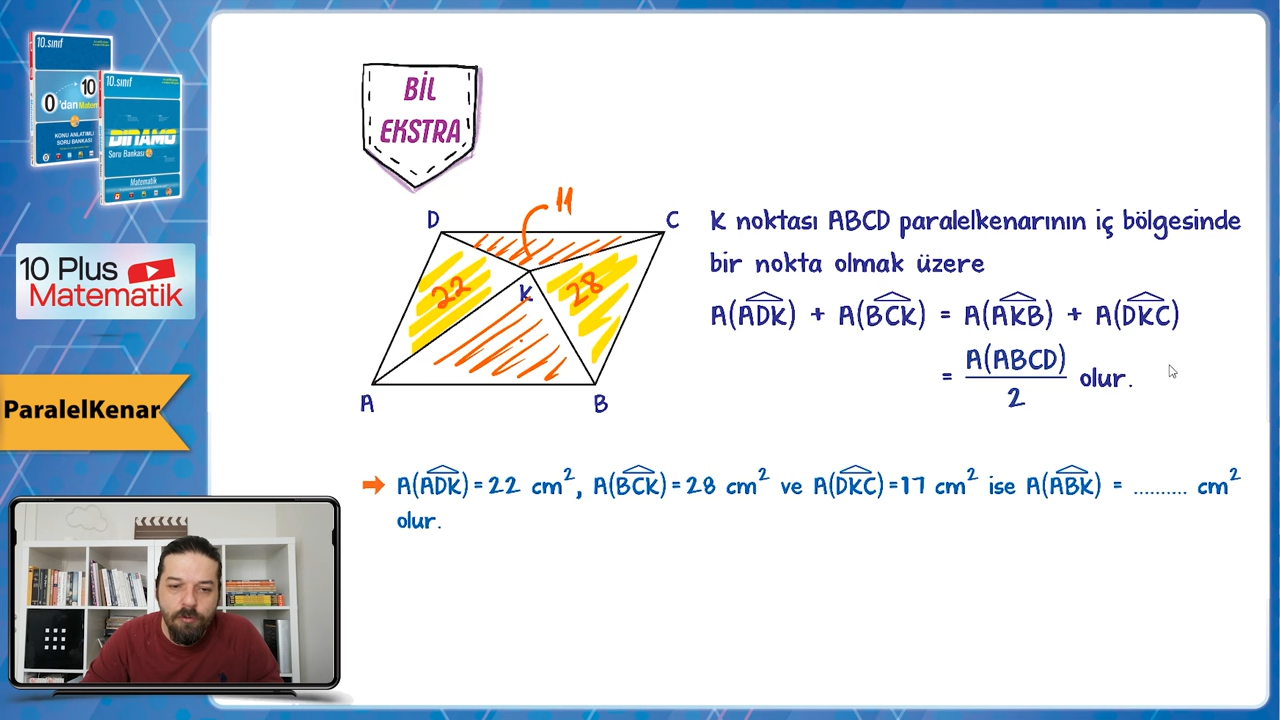 10.sınıf
10.sınıf
10
0'dan Matem
KONU ANLATIMLI
SORU BANKASI
DİNAMO
Soru Bankası
Matematik
10 Plus
Matematik
ParalelKenar
BİL
EKSTRA
11
D
C
22
28
K
A
B
K noktası ABCD paralelkenarının iç bölgesinde
bir nokta olmak üzere
A(ADK) + A(BCK) = A(AKB) + A(DKC)
= A(ABCD)/2 olur.
➡ A(ADK) = 22 cm², A(BCK) = 28 cm² ve A(DKC) = 17 cm² ise A(ABK) = .......... cm²
olur.